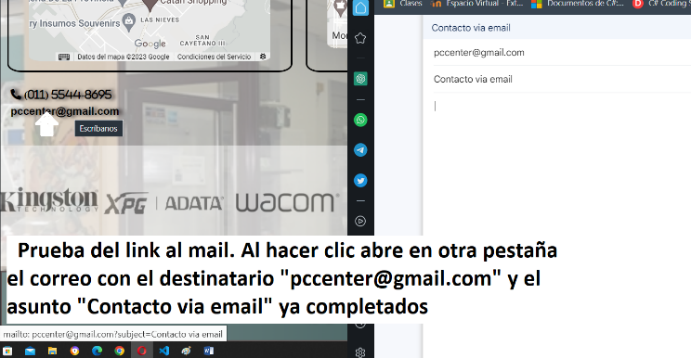 Catan Shopping
ry Insumos Souvenirs
LAS NIEVES
Google
SAN
CAYETANO III
Datos del mapa ©2023 Google
Condiciones del Servicio
(011) 5544-8695
pccenter@gmail.com
Escríbanos
Kingston
TECHNOLOGY
XPG
ADATA
wacom
Clases
Espacio Virtual - Ext...
Documentos de C#:...
C# Coding S
Contacto via email
pccenter@gmail.com
Contacto via email
Prueba del link al mail. Al hacer clic abre en otra pestaña
el correo con el destinatario "pccenter@gmail.com" y el
asunto "Contacto via email" ya completados
mailto: pccenter@gmail.com?subject=Contacto via email